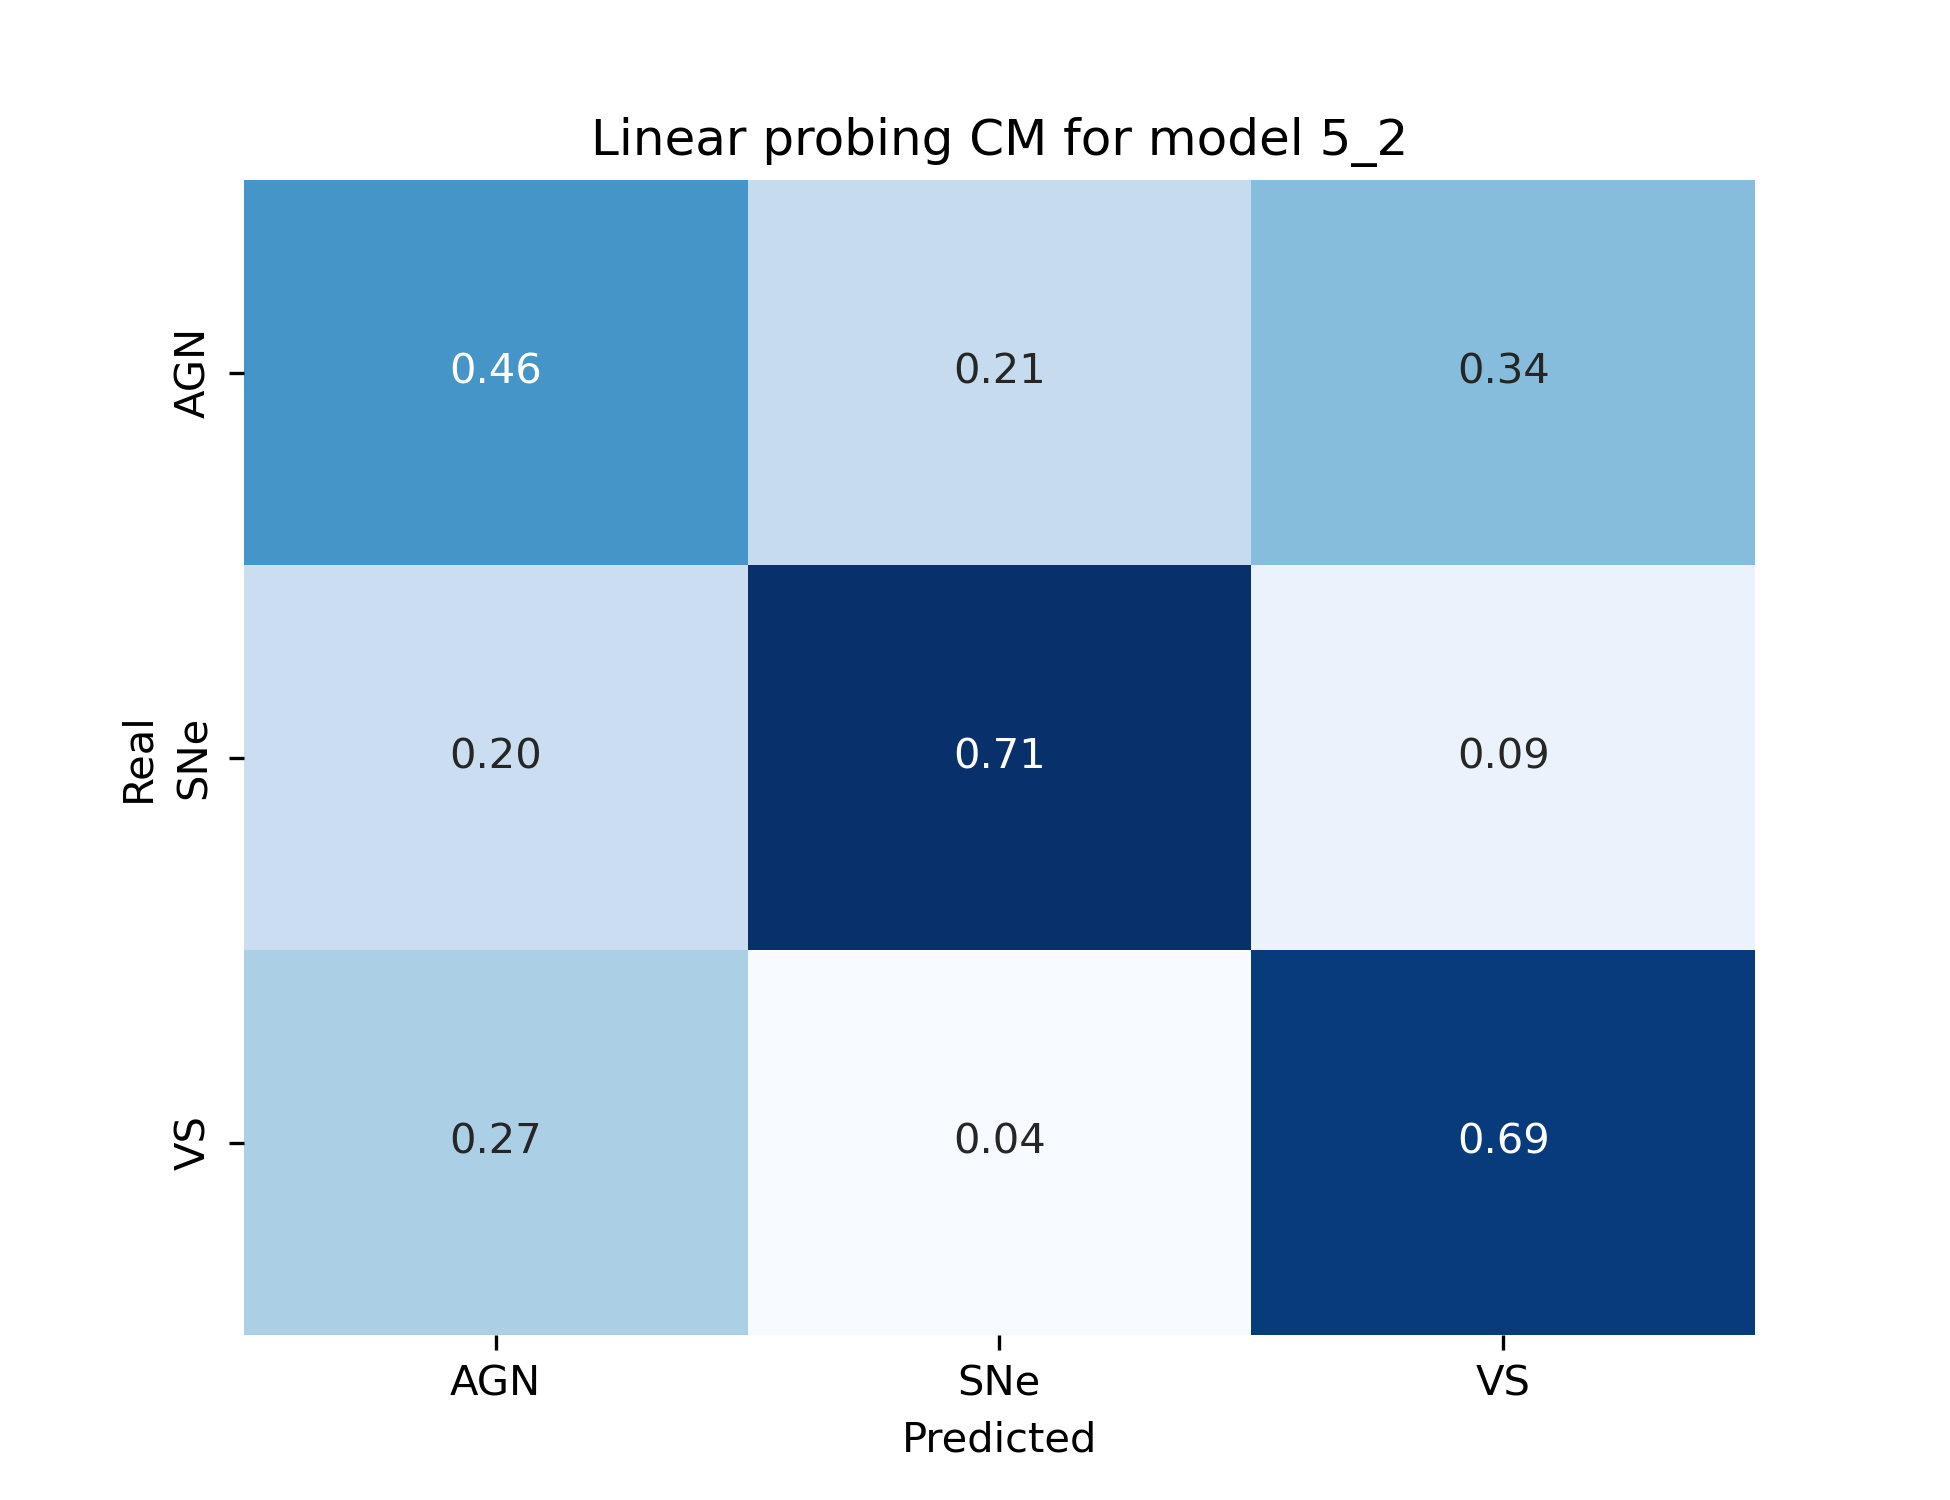 Linear probing CM for model 5_2
AGN
0.46
0.21
0.34
Real
SNe
0.20
0.71
0.09
VS
0.27
0.04
0.69
AGN
SNe
VS
Predicted